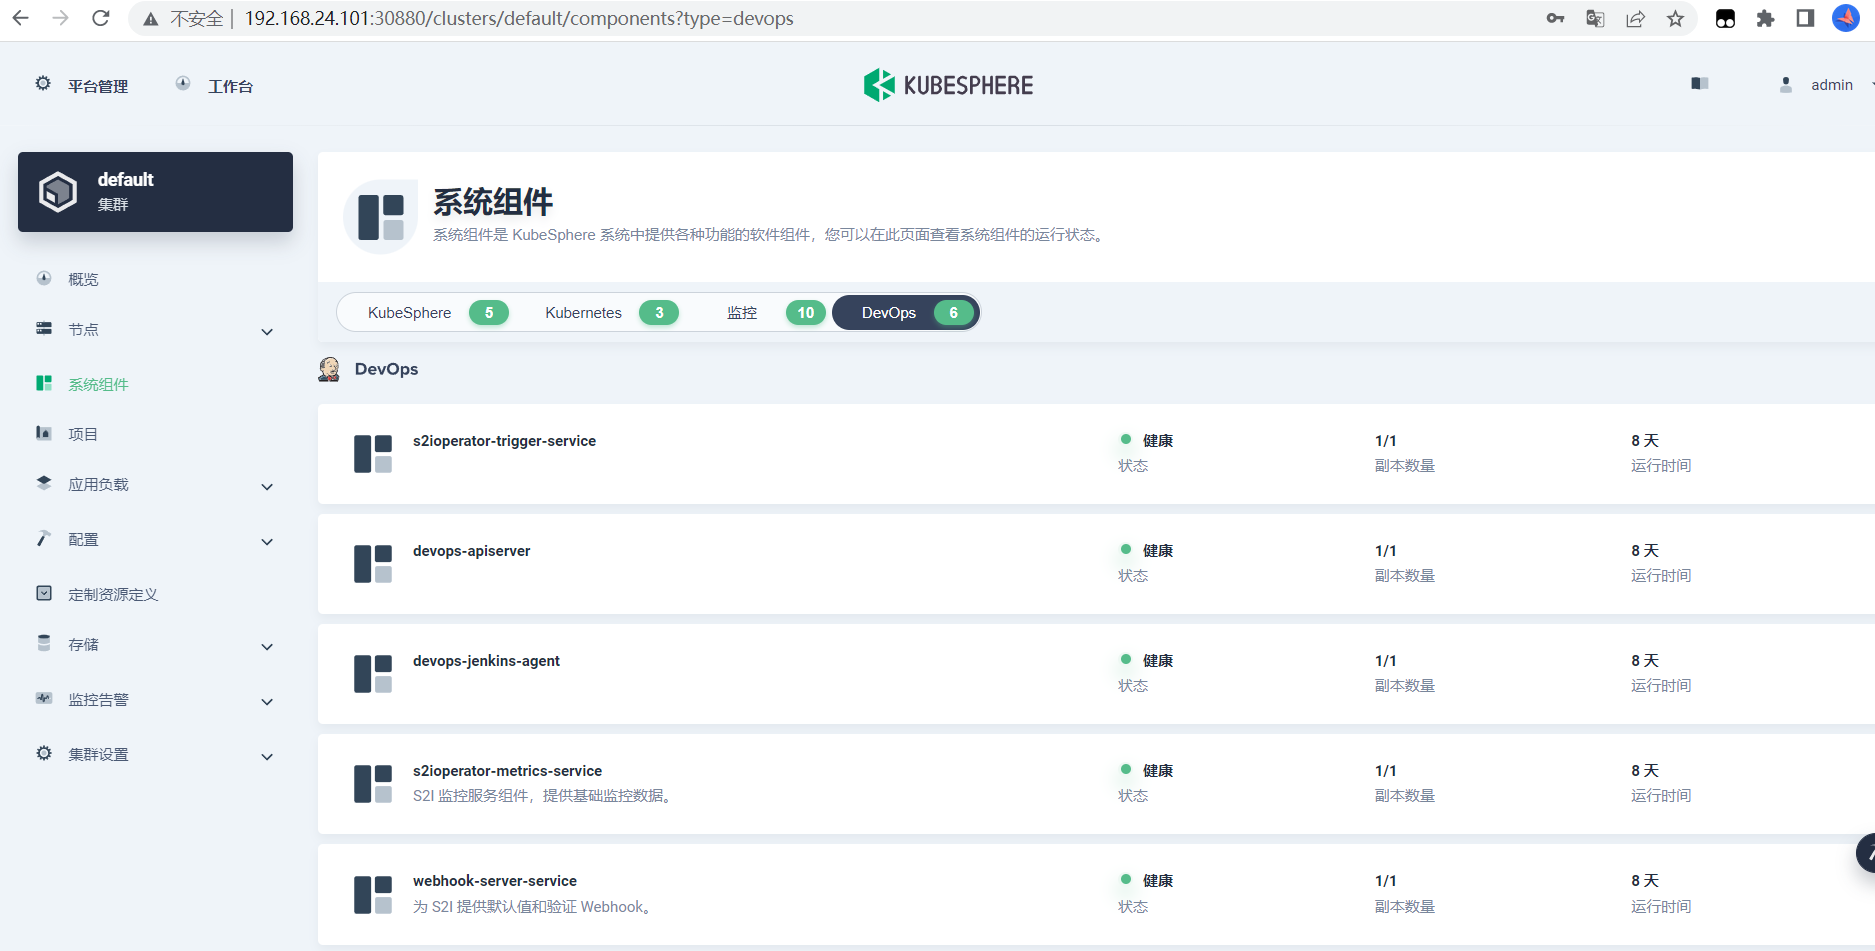 不安全 | 192.168.24.101:30880/clusters/default/components?type=devops
平台管理 工作台 KUBESPHERE admin
default
集群
概览
节点
系统组件
项目
应用负载
配置
定制资源定义
存储
监控告警
集群设置
系统组件
系统组件是 KubeSphere 系统中提供各种功能的软件组件，您可以在此页面查看系统组件的运行状态。
KubeSphere 5 Kubernetes 3 监控 10 DevOps 6
DevOps
s2ioperator-trigger-service 健康 1/1 8 天
状态 副本数量 运行时间
devops-apiserver 健康 1/1 8 天
状态 副本数量 运行时间
devops-jenkins-agent 健康 1/1 8 天
状态 副本数量 运行时间
s2ioperator-metrics-service 健康 1/1 8 天
S2I 监控服务组件，提供基础监控数据。 状态 副本数量 运行时间
webhook-server-service 健康 1/1 8 天
为 S2I 提供默认值和验证 Webhook。 状态 副本数量 运行时间